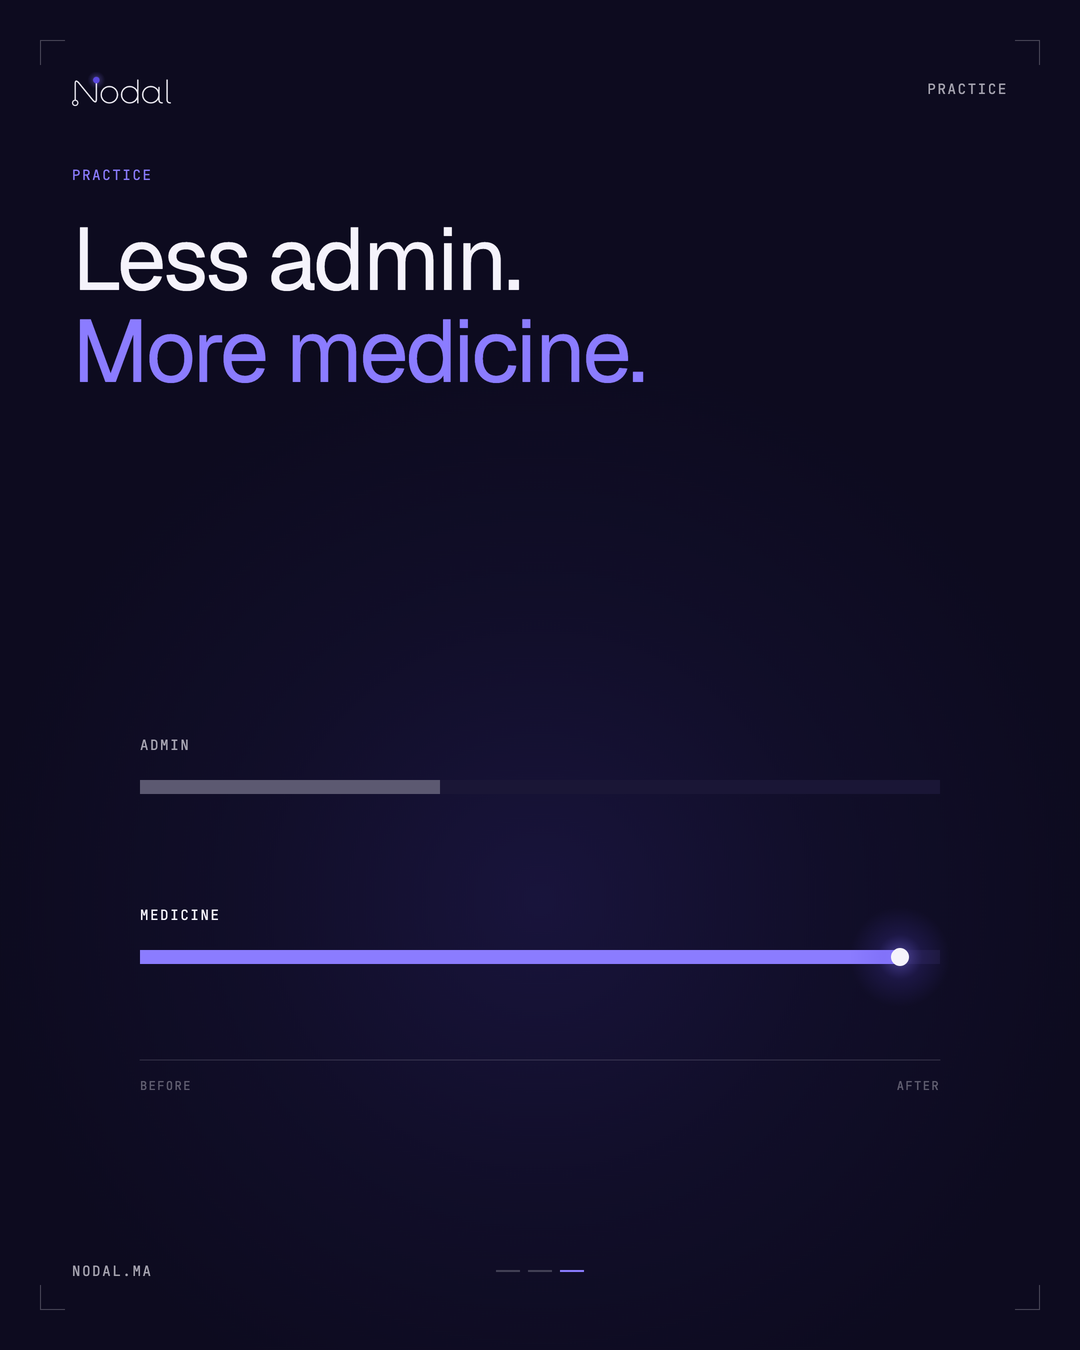 Nodal
PRACTICE
PRACTICE
Less admin.
More medicine.
ADMIN
MEDICINE
BEFORE
AFTER
NODAL.MA